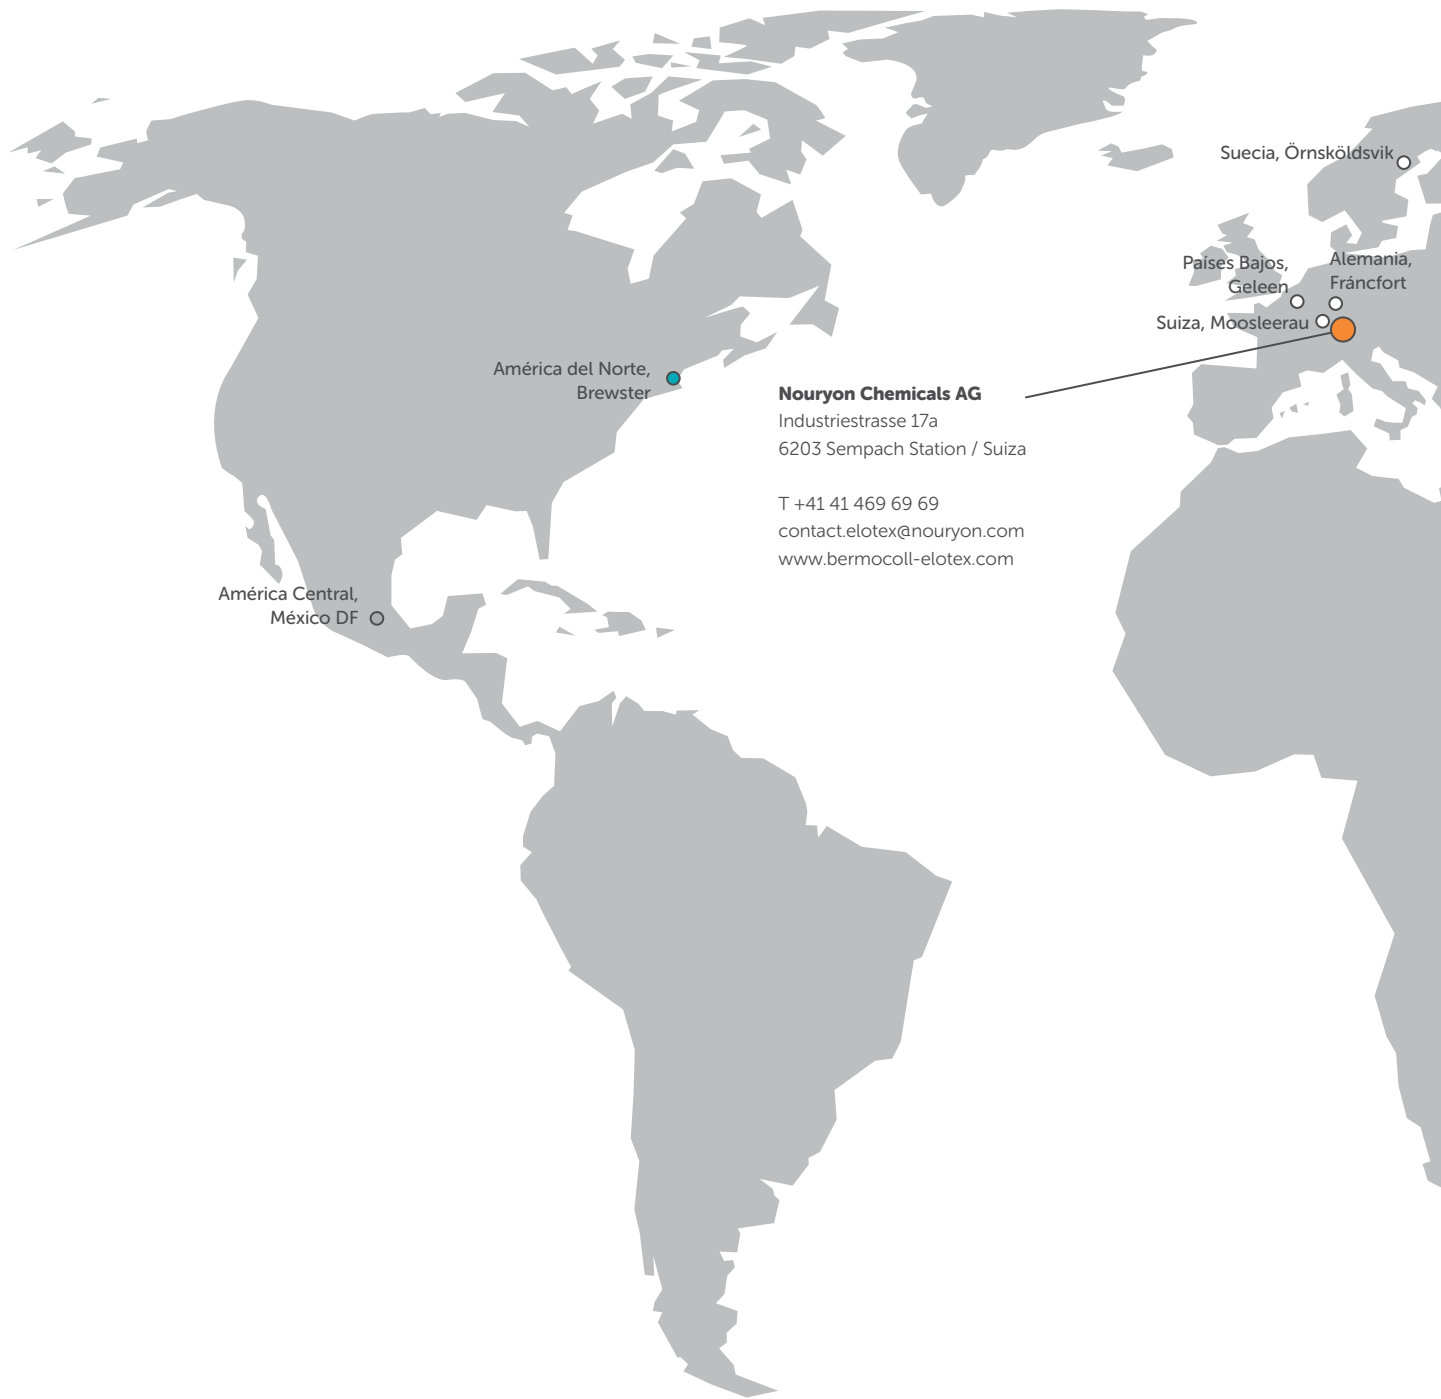 Suecia, Örnsköldsvik
Países Bajos,
Geleen
Alemania,
Fráncfort
Suiza, Moosleerau
América del Norte,
Brewster
Nouryon Chemicals AG
Industriestrasse 17a
6203 Sempach Station / Suiza
T +41 41 469 69 69
contact.elotex@nouryon.com
www.bermocoll-elotex.com
América Central,
México DF